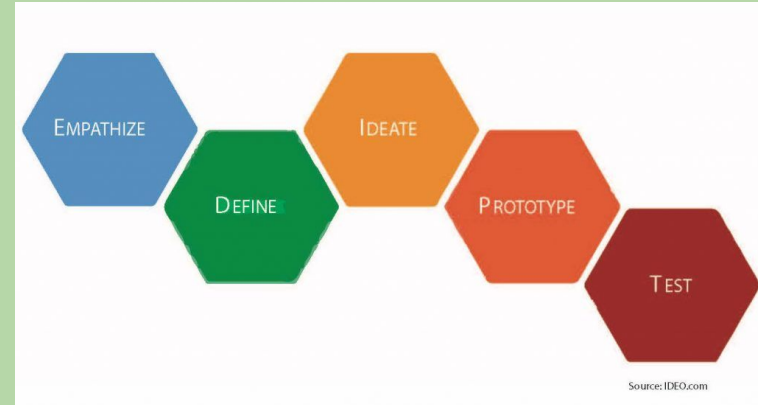 EMPATHIZE
DEFINE
IDEATE
PROTOTYPE
TEST
Source: IDEO.com